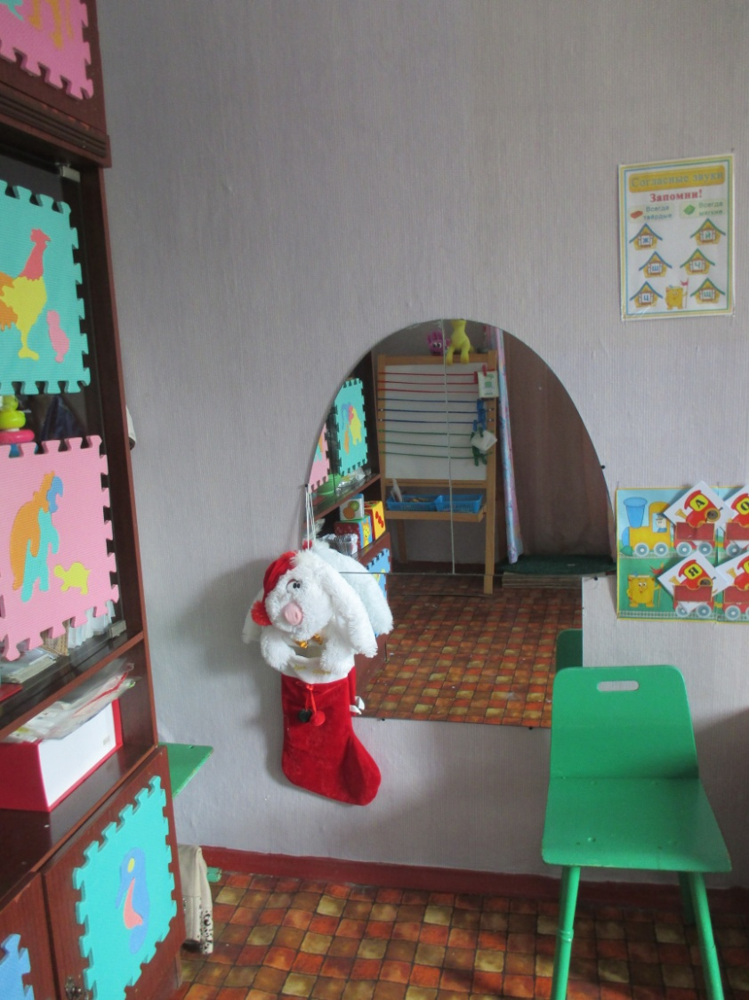 Согласные звуки
Запомни!
Всегда твёрдые
Всегда мягкие
Ж Й
Ш Ч
Ц Щ
А
Я